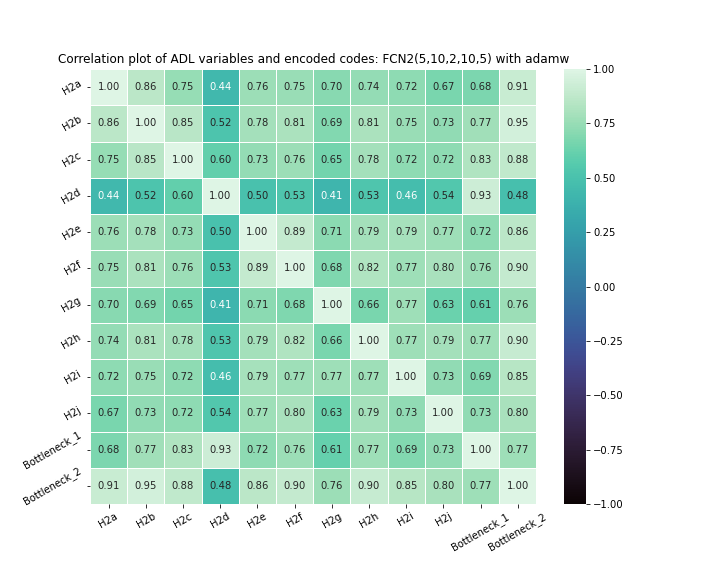 Correlation plot of ADL variables and encoded codes: FCN2(5,10,2,10,5) with adamw
H2a 1.00 0.86 0.75 0.44 0.76 0.75 0.70 0.74 0.72 0.67 0.68 0.91
H2b 0.86 1.00 0.85 0.52 0.78 0.81 0.69 0.81 0.75 0.73 0.77 0.95
H2c 0.75 0.85 1.00 0.60 0.73 0.76 0.65 0.78 0.72 0.72 0.83 0.88
H2d 0.44 0.52 0.60 1.00 0.50 0.53 0.41 0.53 0.46 0.54 0.93 0.48
H2e 0.76 0.78 0.73 0.50 1.00 0.89 0.71 0.79 0.79 0.77 0.72 0.86
H2f 0.75 0.81 0.76 0.53 0.89 1.00 0.68 0.82 0.77 0.80 0.76 0.90
H2g 0.70 0.69 0.65 0.41 0.71 0.68 1.00 0.66 0.77 0.63 0.61 0.76
H2h 0.74 0.81 0.78 0.53 0.79 0.82 0.66 1.00 0.77 0.79 0.77 0.90
H2i 0.72 0.75 0.72 0.46 0.79 0.77 0.77 0.77 1.00 0.73 0.69 0.85
H2j 0.67 0.73 0.72 0.54 0.77 0.80 0.63 0.79 0.73 1.00 0.73 0.80
Bottleneck_1 0.68 0.77 0.83 0.93 0.72 0.76 0.61 0.77 0.69 0.73 1.00 0.77
Bottleneck_2 0.91 0.95 0.88 0.48 0.86 0.90 0.76 0.90 0.85 0.80 0.77 1.00
H2a H2b H2c H2d H2e H2f H2g H2h H2i H2j Bottleneck_1 Bottleneck_2
1.00
0.75
0.50
0.25
0.00
−0.25
−0.50
−0.75
−1.00